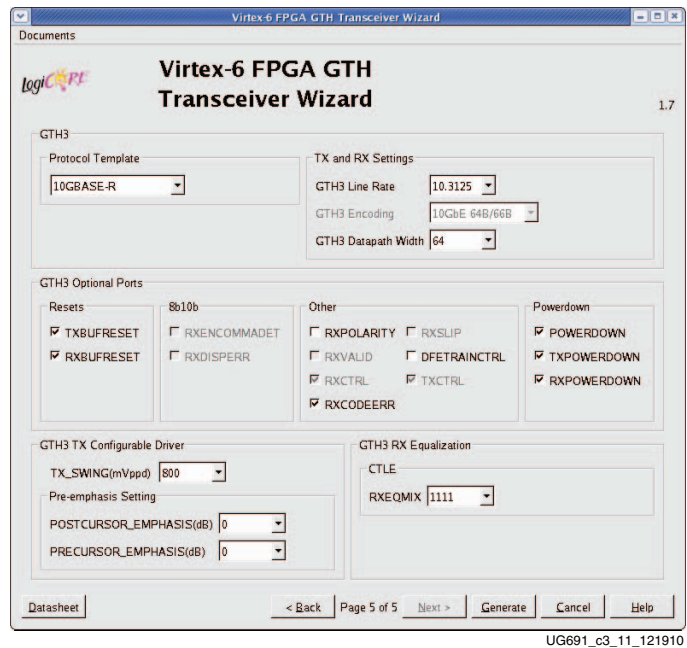 Virtex-6 FPGA GTH Transceiver Wizard
Documents
logiCORE
Virtex-6 FPGA GTH
Transceiver Wizard
1.7
GTH3
Protocol Template
10GBASE-R
TX and RX Settings
GTH3 Line Rate 10.3125
GTH3 Encoding 10GbE 64B/66B
GTH3 Datapath Width 64
GTH3 Optional Ports
Resets
TXBUFRESET
RXBUFRESET
8b10b
RXENCOMMADET
RXDISPERR
Other
RXPOLARITY RXSLIP
RXVALID DFETRAINCTRL
RXCTRL TXCTRL
RXCODEERR
Powerdown
POWERDOWN
TXPOWERDOWN
RXPOWERDOWN
GTH3 TX Configurable Driver
TX_SWING(mVppd) 800
Pre-emphasis Setting
POSTCURSOR_EMPHASIS(dB) 0
PRECURSOR_EMPHASIS(dB) 0
GTH3 RX Equalization
CTLE
RXEQMIX 1111
Datasheet < Back Page 5 of 5 Next > Generate Cancel Help
UG691_c3_11_121910